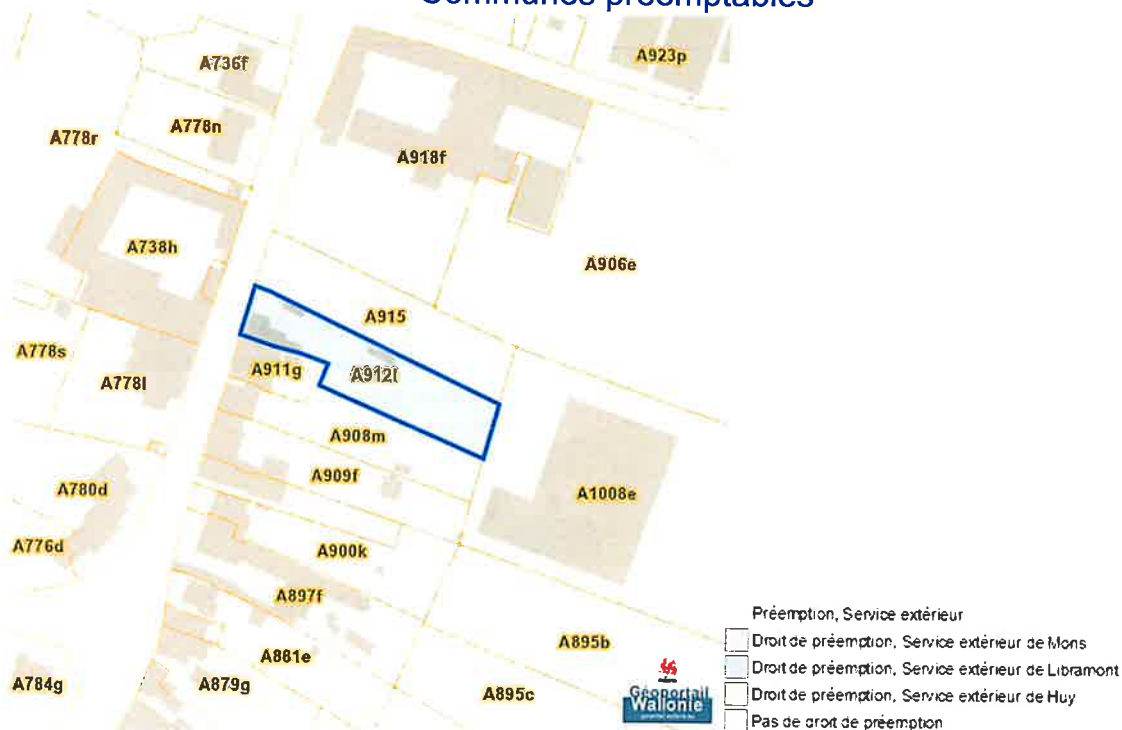 Communes préemptables
A923p
A736f
A778n
A778r
A918f
A738h
A906e
A915
A778s
A911g
A912l
A778l
A908m
A909f
A780d
A1008e
A776d
A900k
A897f
A895b
A881e
A784g
A879g
A895c
Géoportail
Wallonie
Préemption, Service extérieur
Droit de préemption, Service extérieur de Mons
Droit de préemption, Service extérieur de Libramont
Droit de préemption, Service extérieur de Huy
Pas de droit de préemption